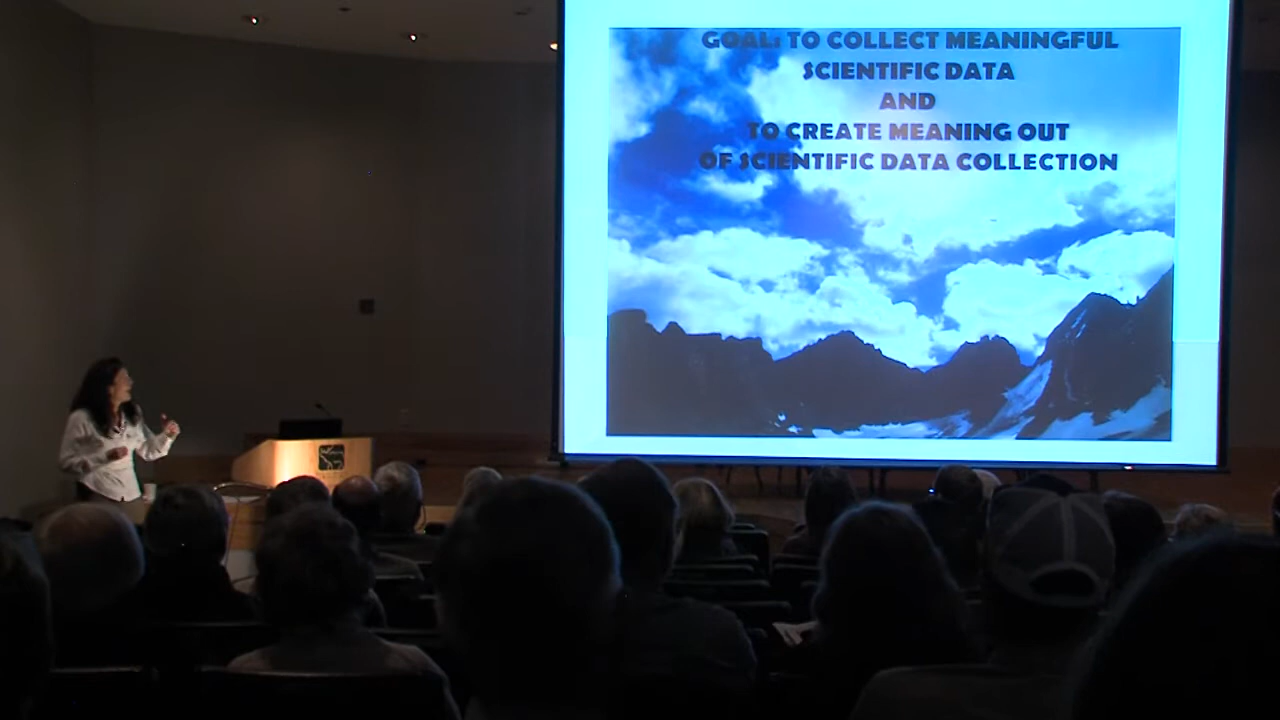 GOAL: TO COLLECT MEANINGFUL
SCIENTIFIC DATA
AND
TO CREATE MEANING OUT
OF SCIENTIFIC DATA COLLECTION